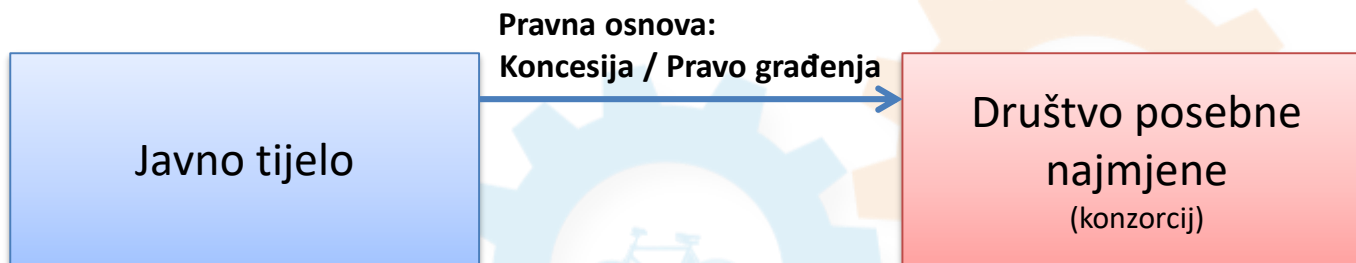 Pravna osnova:
Koncesija / Pravo građenja
Javno tijelo
Društvo posebne
najmjene
(konzorcij)